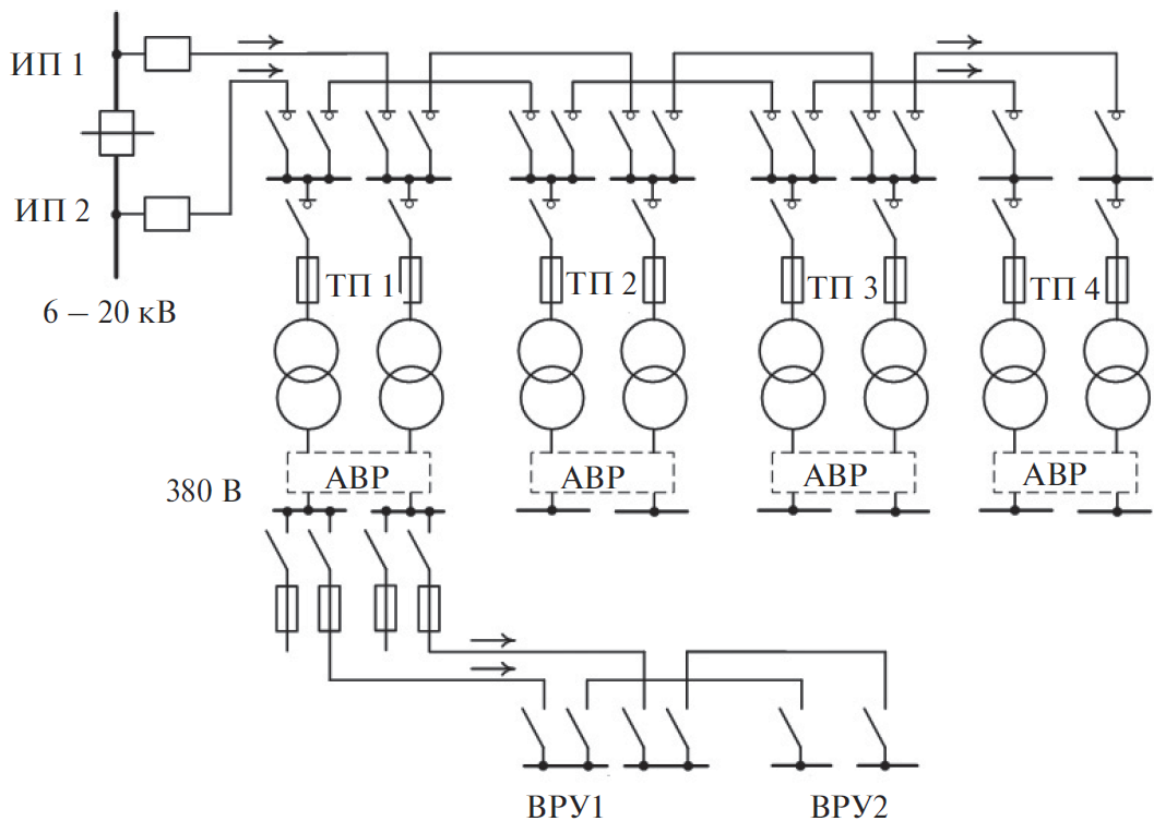 ИП 1
ИП 2
6 – 20 кВ
ТП 1
ТП 2
ТП 3
ТП 4
АВР
АВР
АВР
АВР
380 В
ВРУ1
ВРУ2